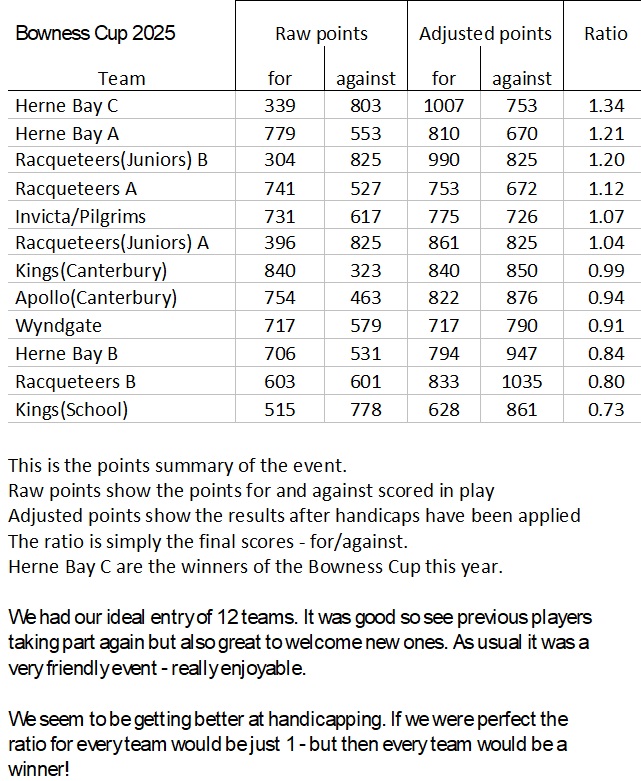 Bowness Cup 2025 Raw points Adjusted points Ratio
Team for against for against
Herne Bay C 339 803 1007 753 1.34
Herne Bay A 779 553 810 670 1.21
Racqueteers(Juniors) B 304 825 990 825 1.20
Racqueteers A 741 527 753 672 1.12
Invicta/Pilgrims 731 617 775 726 1.07
Racqueteers(Juniors) A 396 825 861 825 1.04
Kings(Canterbury) 840 323 840 850 0.99
Apollo(Canterbury) 754 463 822 876 0.94
Wyndgate 717 579 717 790 0.91
Herne Bay B 706 531 794 947 0.84
Racqueteers B 603 601 833 1035 0.80
Kings(School) 515 778 628 861 0.73
This is the points summary of the event.
Raw points show the points for and against scored in play
Adjusted points show the results after handicaps have been applied
The ratio is simply the final scores - for/against.
Herne Bay C are the winners of the Bowness Cup this year.
We had our ideal entry of 12 teams. It was good so see previous players
taking part again but also great to welcome new ones. As usual it was a
very friendly event - really enjoyable.
We seem to be getting better at handicapping. If we were perfect the
ratio for every team would be just 1 - but then every team would be a
winner!